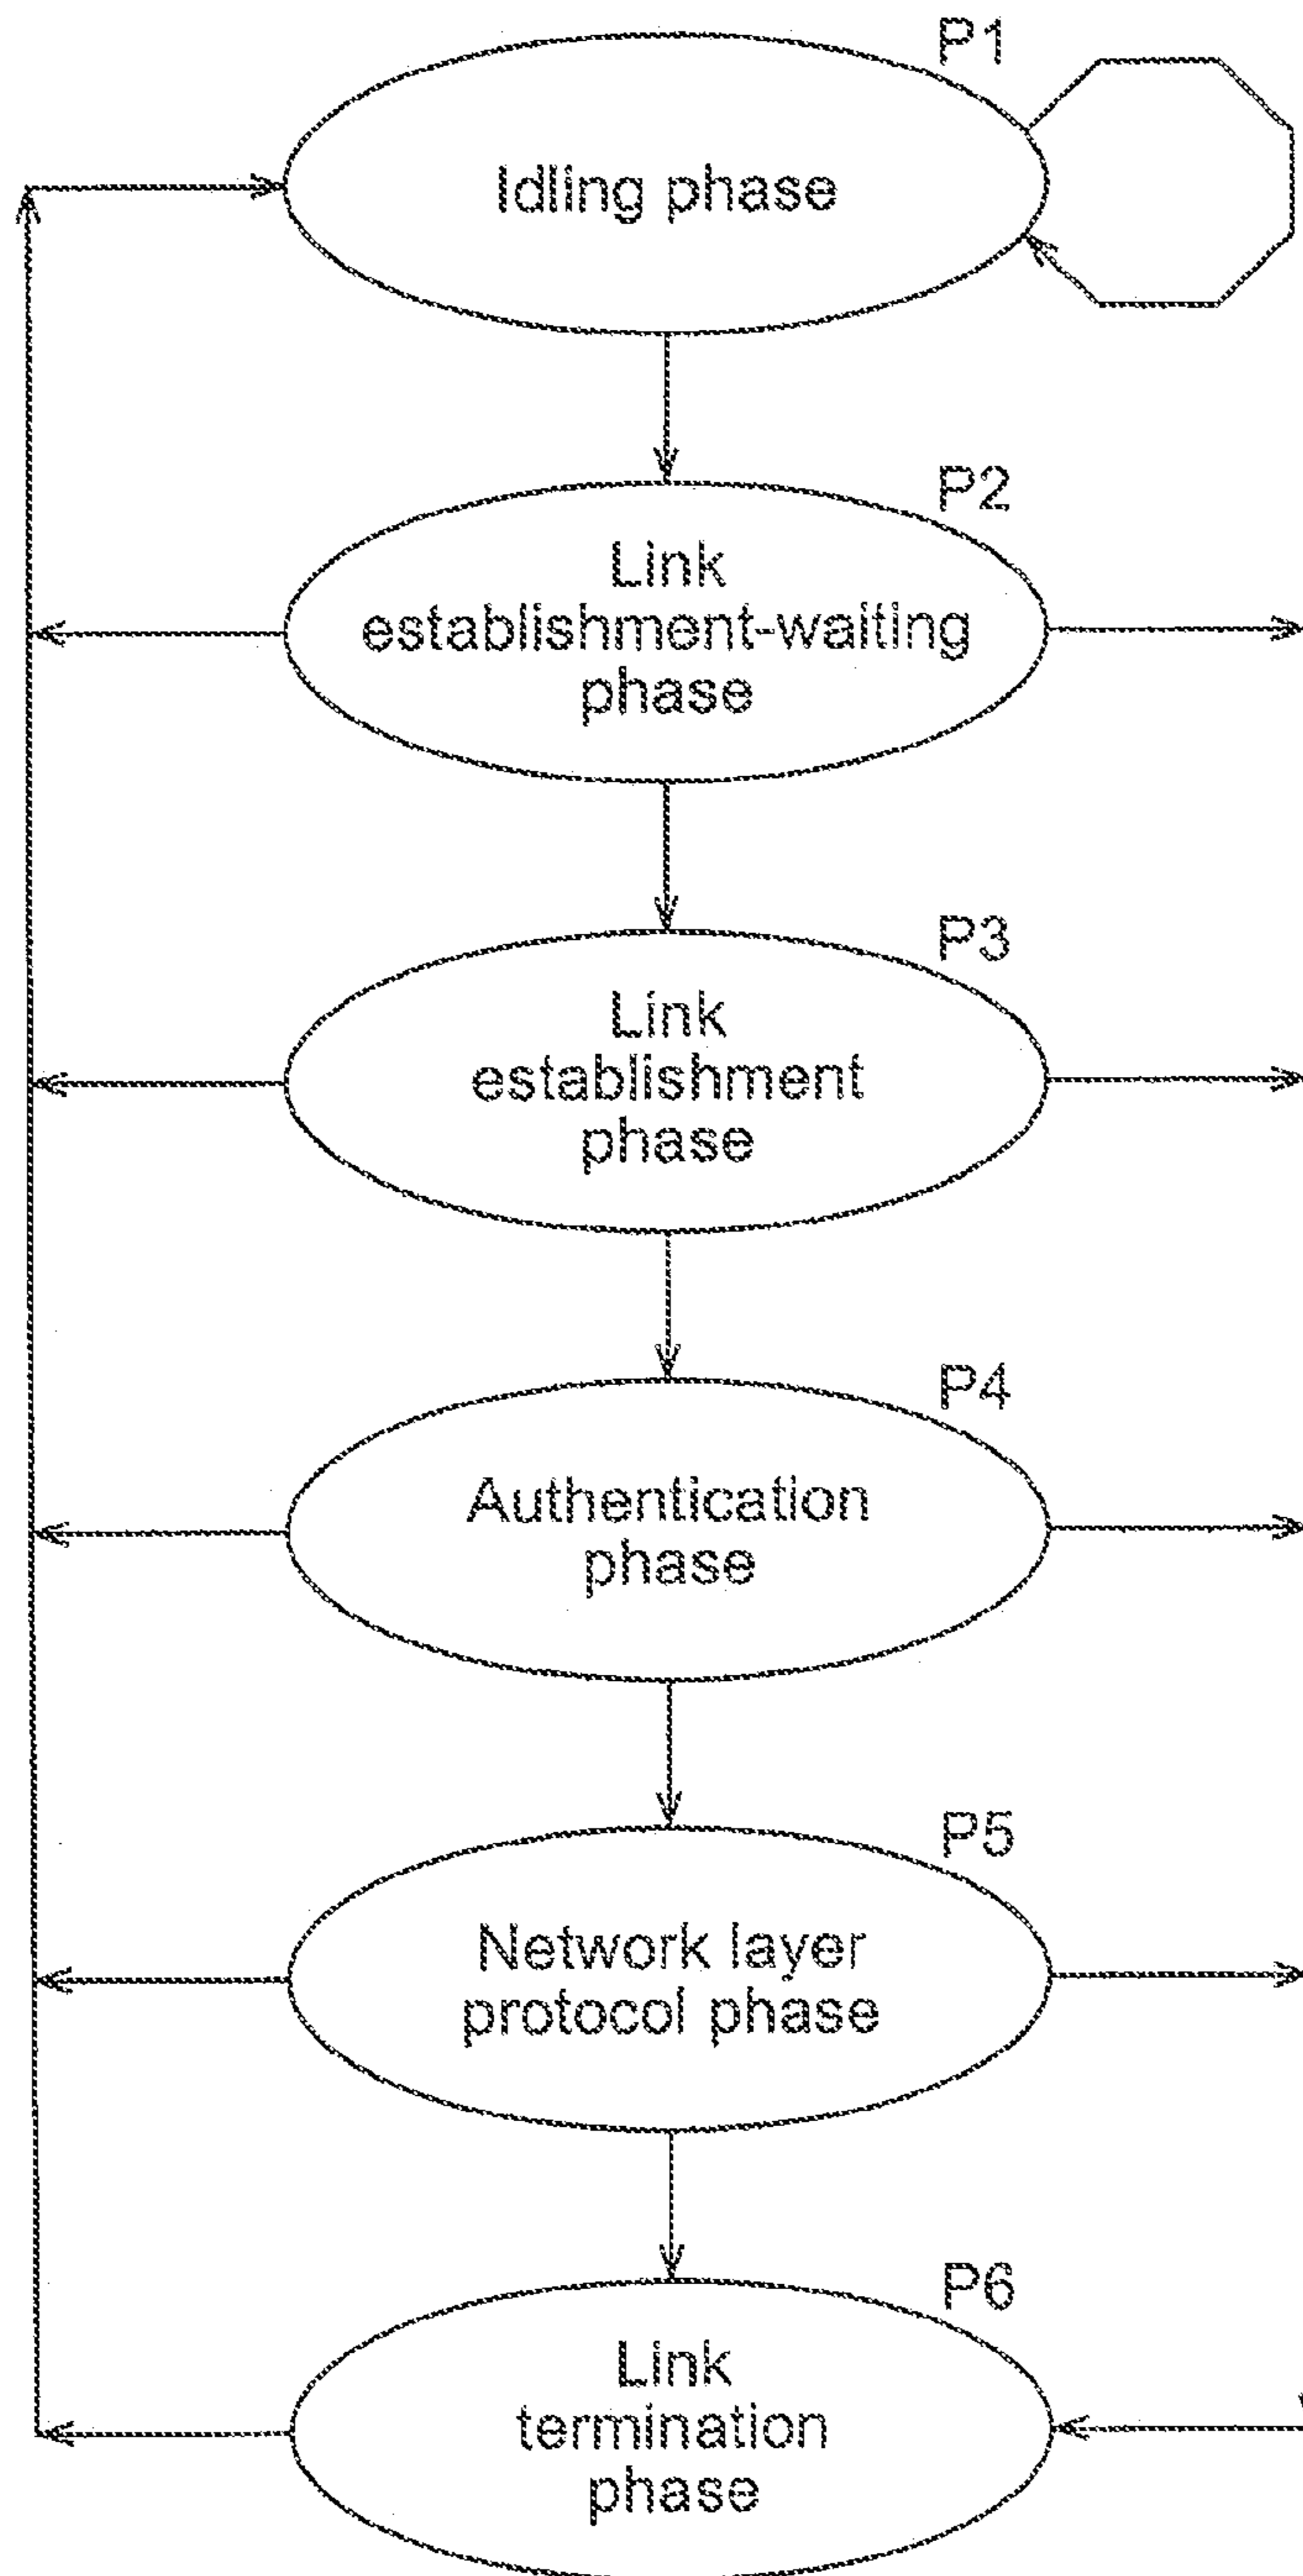 P1
Idling phase
P2
Link
establishment-waiting
phase
P3
Link
establishment
phase
P4
Authentication
phase
P5
Network layer
protocol phase
P6
Link
termination
phase